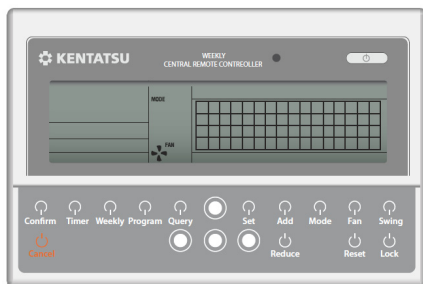 KENTATSU
WEEKLY
CENTRAL REMOTE CONTREOLLER
MODE
FAN
Confirm Timer Weekly Program Query Set Add Mode Fan Swing
Cancel Reduce Reset Lock